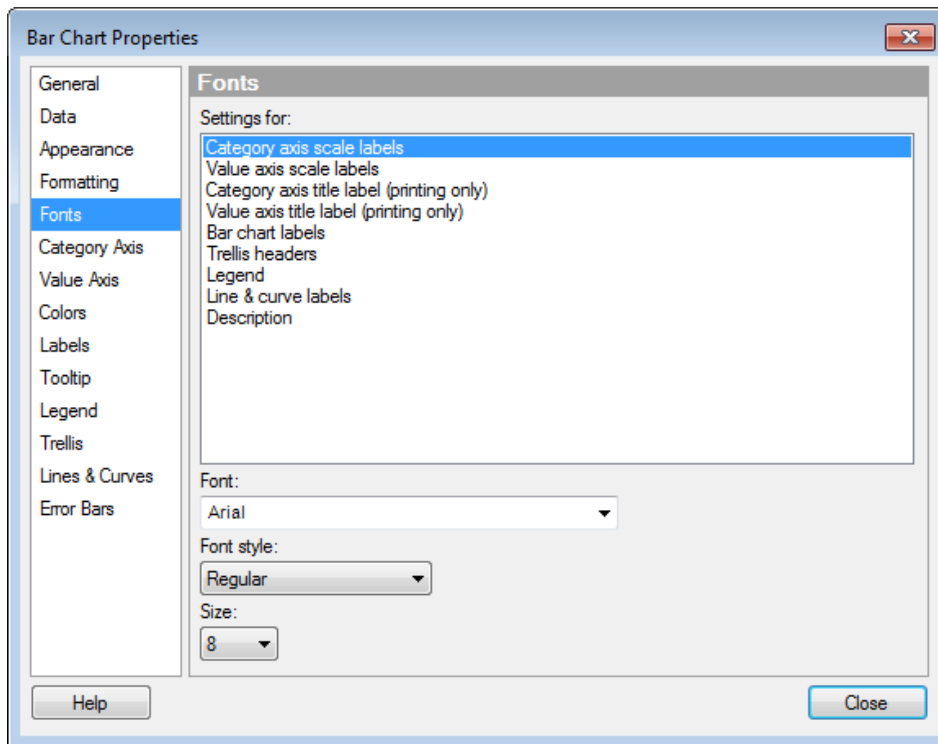 Bar Chart Properties
General
Data
Appearance
Formatting
Fonts
Category Axis
Value Axis
Colors
Labels
Tooltip
Legend
Trellis
Lines & Curves
Error Bars
Fonts
Settings for:
Category axis scale labels
Value axis scale labels
Category axis title label (printing only)
Value axis title label (printing only)
Bar chart labels
Trellis headers
Legend
Line & curve labels
Description
Font:
Arial
Font style:
Regular
Size:
8
Help
Close